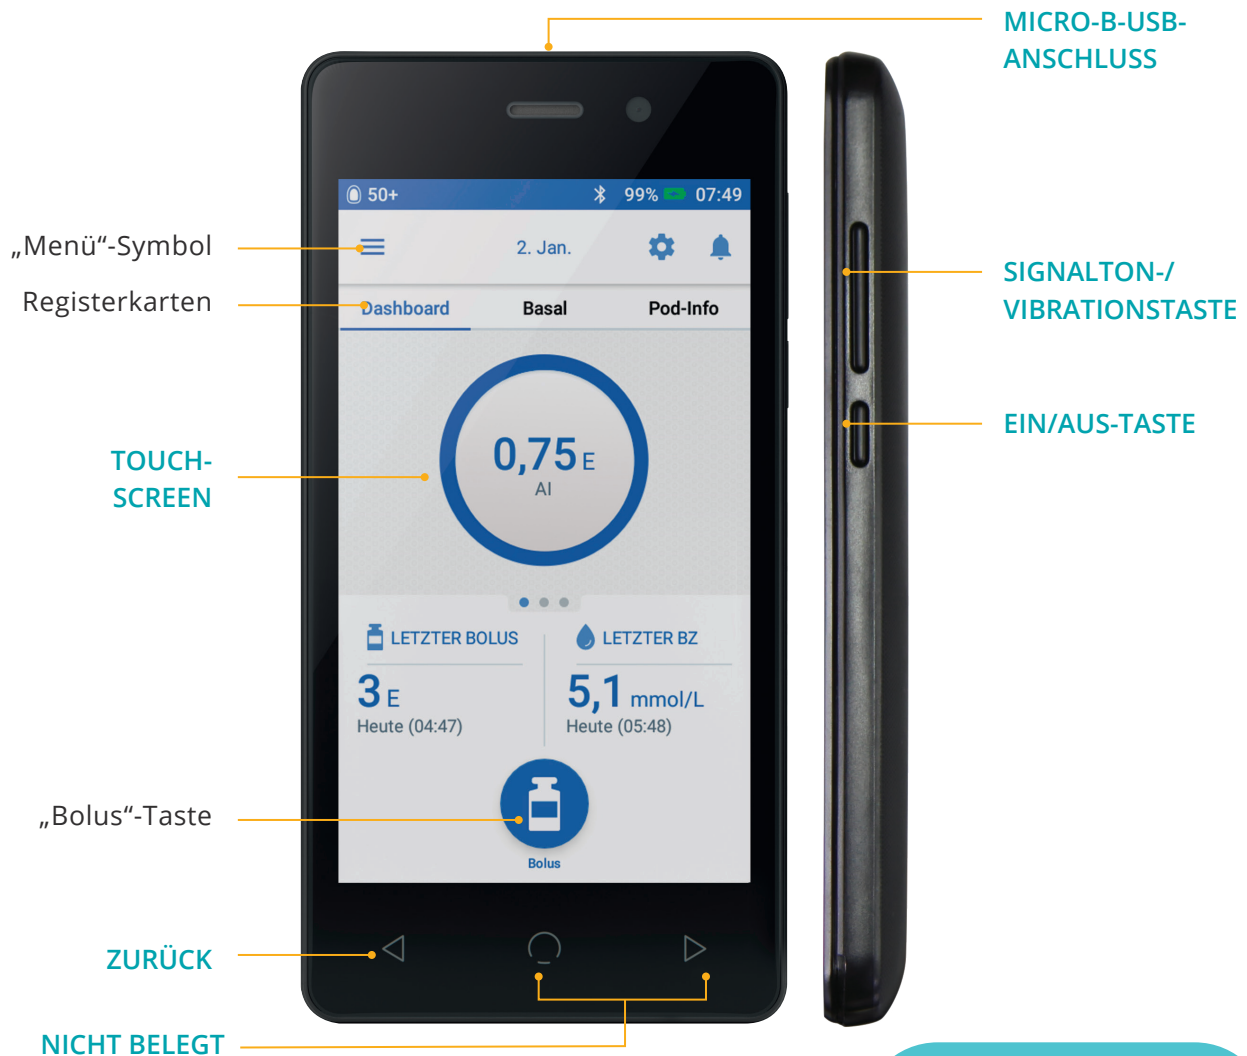 MICRO-B-USB-
ANSCHLUSS
50+ 99% 07:49
„Menü“-Symbol
2. Jan.
Registerkarten
Dashboard Basal Pod-Info
SIGNALTON-/
VIBRATIONSTASTE
EIN/AUS-TASTE
TOUCH-
SCREEN
0,75 E
AI
LETZTER BOLUS LETZTER BZ
3 E 5,1 mmol/L
Heute (04:47) Heute (05:48)
„Bolus“-Taste
Bolus
ZURÜCK
NICHT BELEGT